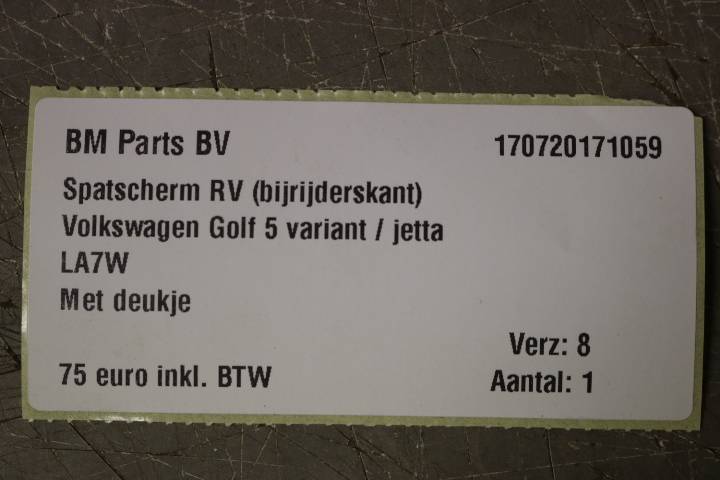 BM Parts BV 170720171059
Spatscherm RV (bijrijderskant)
Volkswagen Golf 5 variant / jetta
LA7W
Met deukje
Verz: 8
75 euro inkl. BTW Aantal: 1